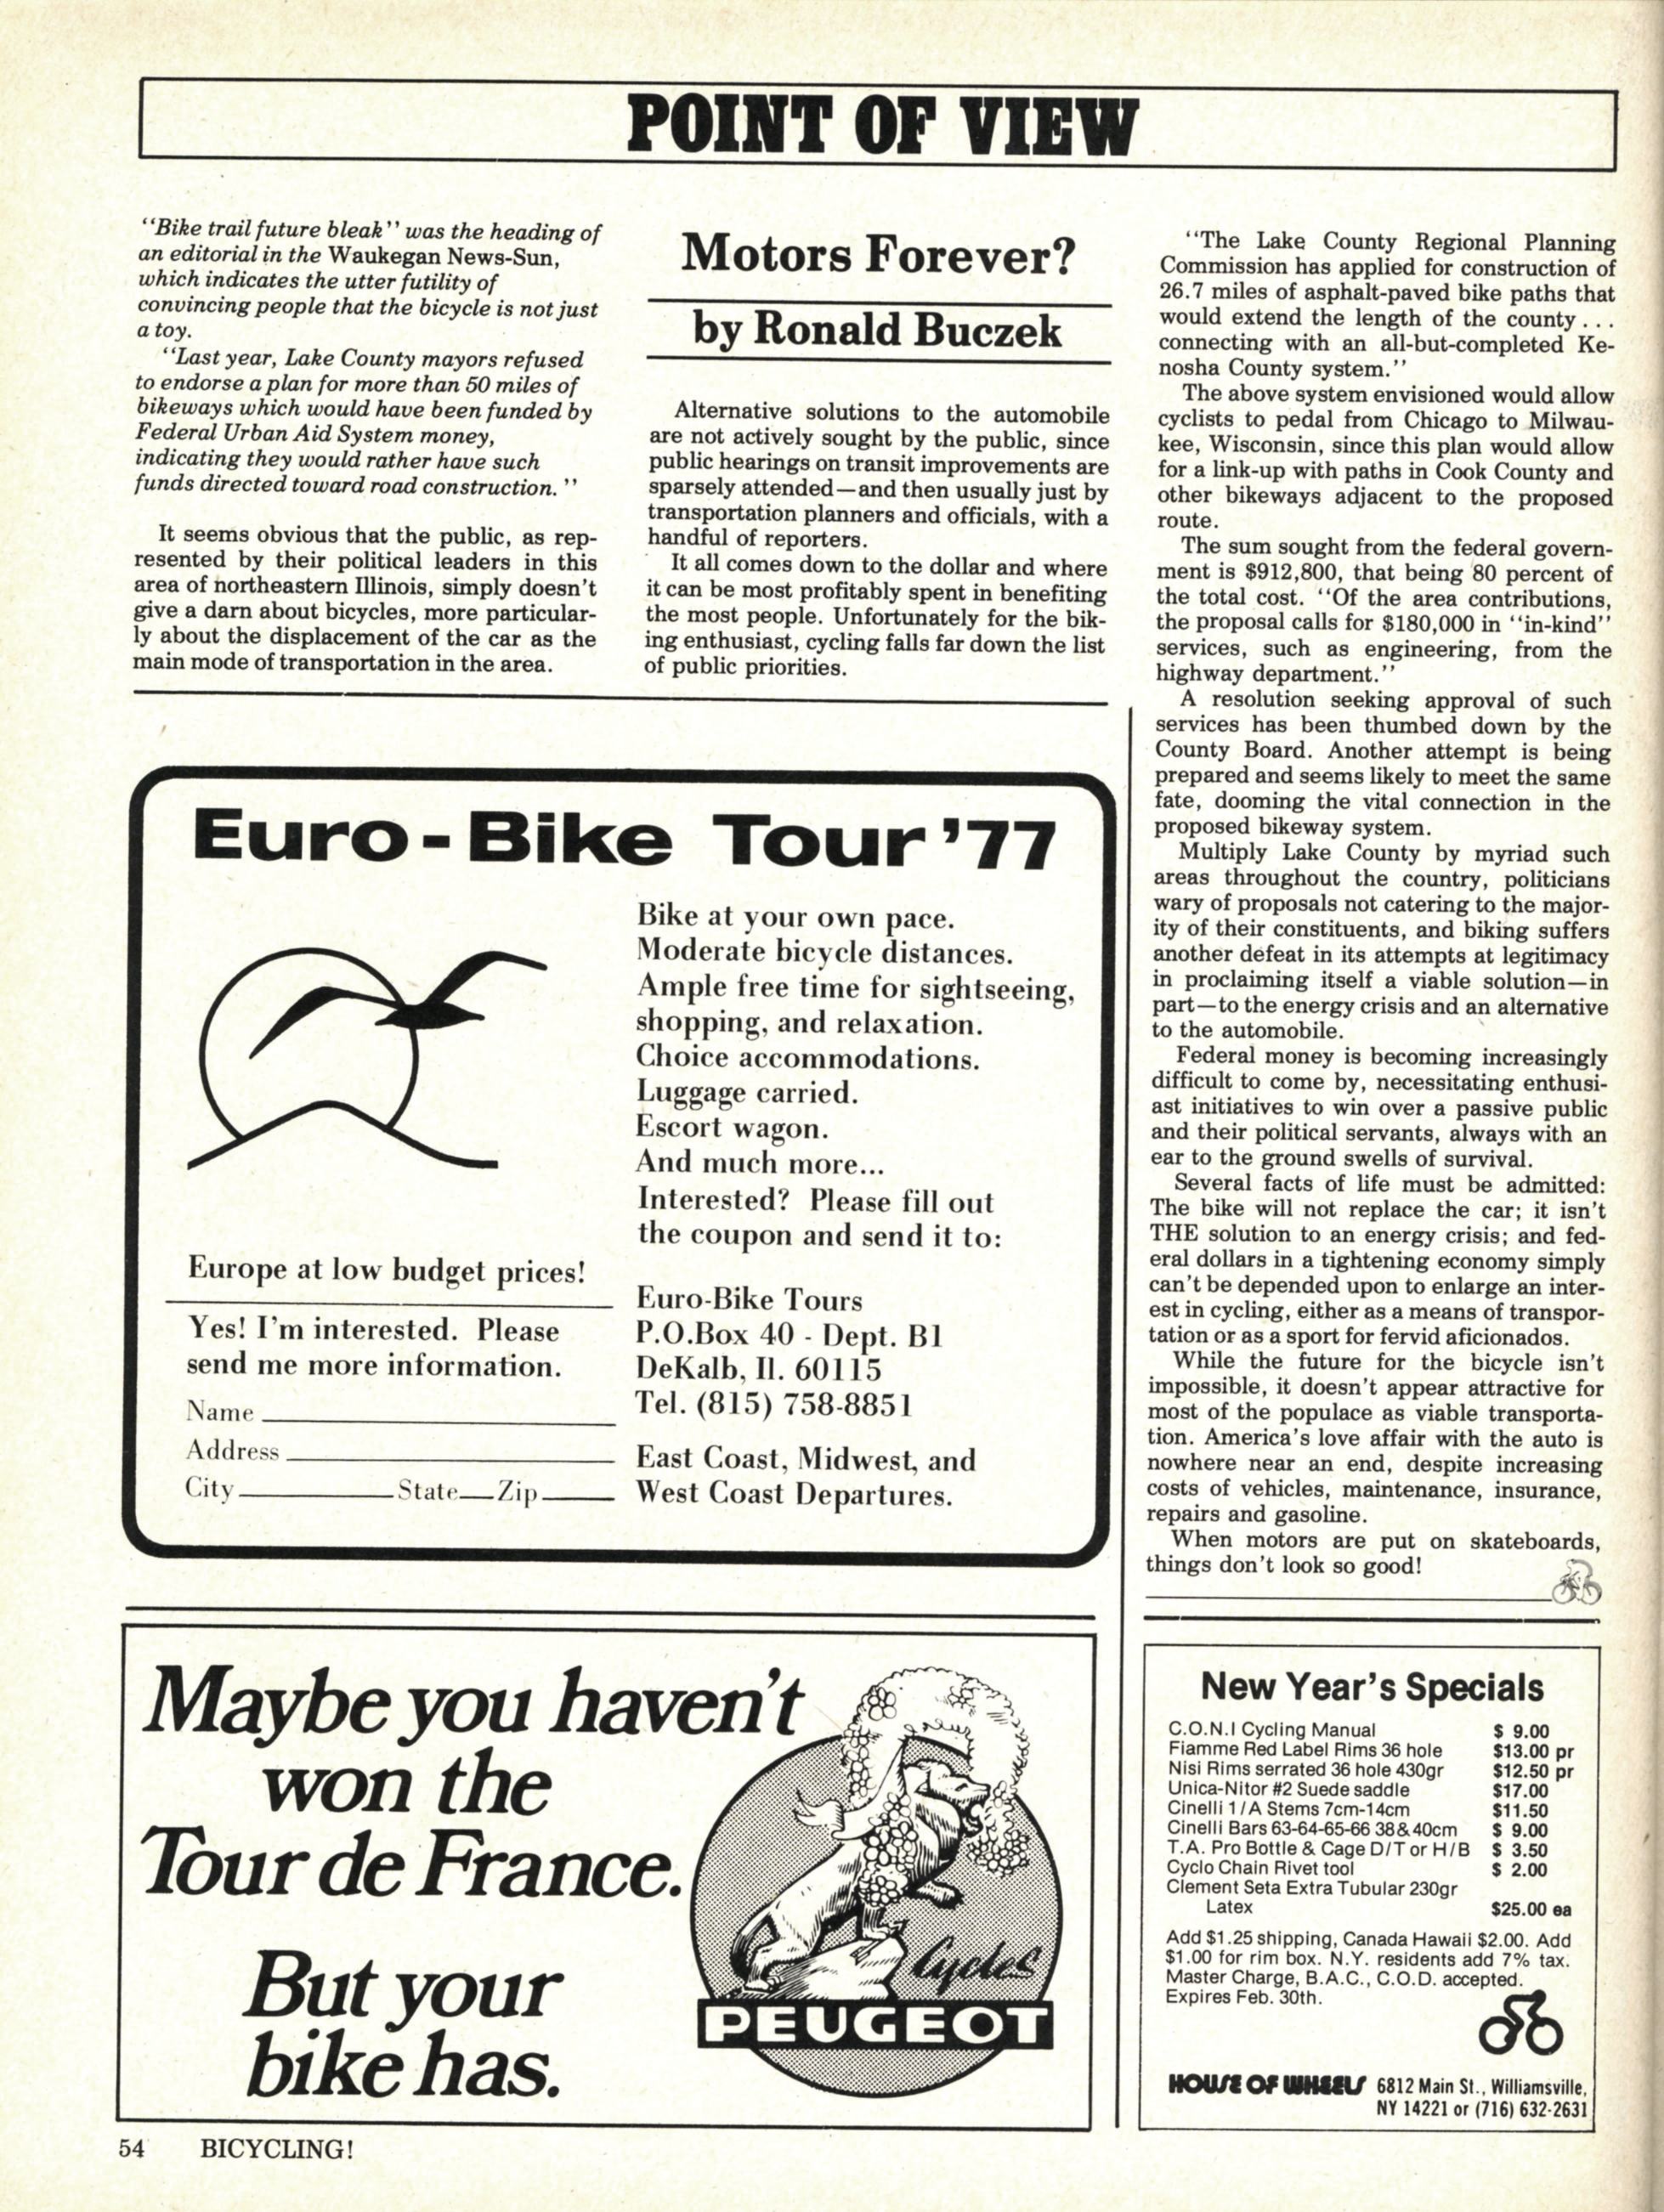 POINT OF VIEW
‘‘Bike trail future bleak’’ was the heading of
an editorial in the Waukegan News-Sun,
which indicates the utter futility of
convincing people that the bicycle is not just
a toy.
‘‘Last year, Lake County mayors refused
to endorse a plan for more than 50 miles of
bikeways which would have been funded by
Federal Urban Aid System money,
indicating they would rather have such
funds directed toward road construction.’’
It seems obvious that the public, as rep-
resented by their political leaders in this
area of northeastern Illinois, simply doesn't
give a darn about bicycles, more particular-
ly about the displacement of the car as the
main mode of transportation in the area.
Motors Forever?
by Ronald Buczek
Alternative solutions to the automobile
are not actively sought by the public, since
public hearings on transit improvements are
sparsely attended—and then usually just by
transportation planners and officials, with a
handful of reporters.
It all comes down to the dollar and where
it can be most profitably spent in benefiting
the most people. Unfortunately for the bik-
ing enthusiast, cycling falls far down the list
of public priorities.
‘‘The Lake County Regional Planning
Commission has applied for construction of
26.7 miles of asphalt-paved bike paths that
would extend the length of the county...
connecting with an all-but-completed Ke-
nosha County system.’’
The above system envisioned would allow
cyclists to pedal from Chicago to Milwau-
kee, Wisconsin, since this plan would allow
for a link-up with paths in Cook County and
other bikeways adjacent to the proposed
route.
The sum sought from the federal govern-
ment is $912,800, that being 80 percent of
the total cost. ‘‘Of the area contributions,
the proposal calls for $180,000 in ‘‘in-kind’’
services, such as engineering, from the
highway department.’’
A resolution seeking approval of such
services has been thumbed down by the
County Board. Another attempt is being
prepared and seems likely to meet the same
fate, dooming the vital connection in the
proposed bikeway system.
Multiply Lake County by myriad such
areas throughout the country, politicians
wary of proposals not catering to the major-
ity of their constituents, and biking suffers
another defeat in its attempts at legitimacy
in proclaiming itself a viable solution—in
part—to the energy crisis and an alternative
to the automobile.
Federal money is becoming increasingly
difficult to come by, necessitating enthusi-
ast initiatives to win over a passive public
and their political servants, always with an
ear to the ground swells of survival.
Several facts of life must be admitted:
The bike will not replace the car; it isn't
THE solution to an energy crisis; and fed-
eral dollars in a tightening economy simply
can't be depended upon to enlarge an inter-
est in cycling, either as a means of transpor-
tation or as a sport for fervid aficionados.
While the future for the bicycle isn't
impossible, it doesn't appear attractive for
most of the populace as viable transporta-
tion. America's love affair with the auto is
nowhere near an end, despite increasing
costs of vehicles, maintenance, insurance,
repairs and gasoline.
When motors are put on skateboards,
things don't look so good!
Euro-Bike Tour '77
Bike at your own pace.
Moderate bicycle distances.
Ample free time for sightseeing,
shopping, and relaxation.
Choice accommodations.
Luggage carried.
Escort wagon.
And much more...
Interested? Please fill out
the coupon and send it to:
Euro-Bike Tours
P.O.Box 40 - Dept. B1
DeKalb, Il. 60115
Tel. (815) 758-8851
East Coast, Midwest, and
West Coast Departures.
Europe at low budget prices!
Yes! I'm interested. Please
send me more information.
Name
Address
City State Zip
Maybe you haven't
won the
Tour de France.
But your
bike has.
Cycles
PEUGEOT
New Year's Specials
C.O.N.I Cycling Manual $ 9.00
Fiamme Red Label Rims 36 hole $13.00 pr
Nisi Rims serrated 36 hole 430gr $12.50 pr
Unica-Nitor #2 Suede saddle $17.00
Cinelli 1/A Stems 7cm-14cm $11.50
Cinelli Bars 63-64-65-66 38&40cm $ 9.00
T.A. Pro Bottle & Cage D/T or H/B $ 3.50
Cyclo Chain Rivet tool $ 2.00
Clement Seta Extra Tubular 230gr
Latex $25.00 ea
Add $1.25 shipping, Canada Hawaii $2.00. Add
$1.00 for rim box. N.Y. residents add 7% tax.
Master Charge, B.A.C., C.O.D. accepted.
Expires Feb. 30th.
HOUSE OF WHEELS 6812 Main St., Williamsville,
NY 14221 or (716) 632-2631
54 BICYCLING!